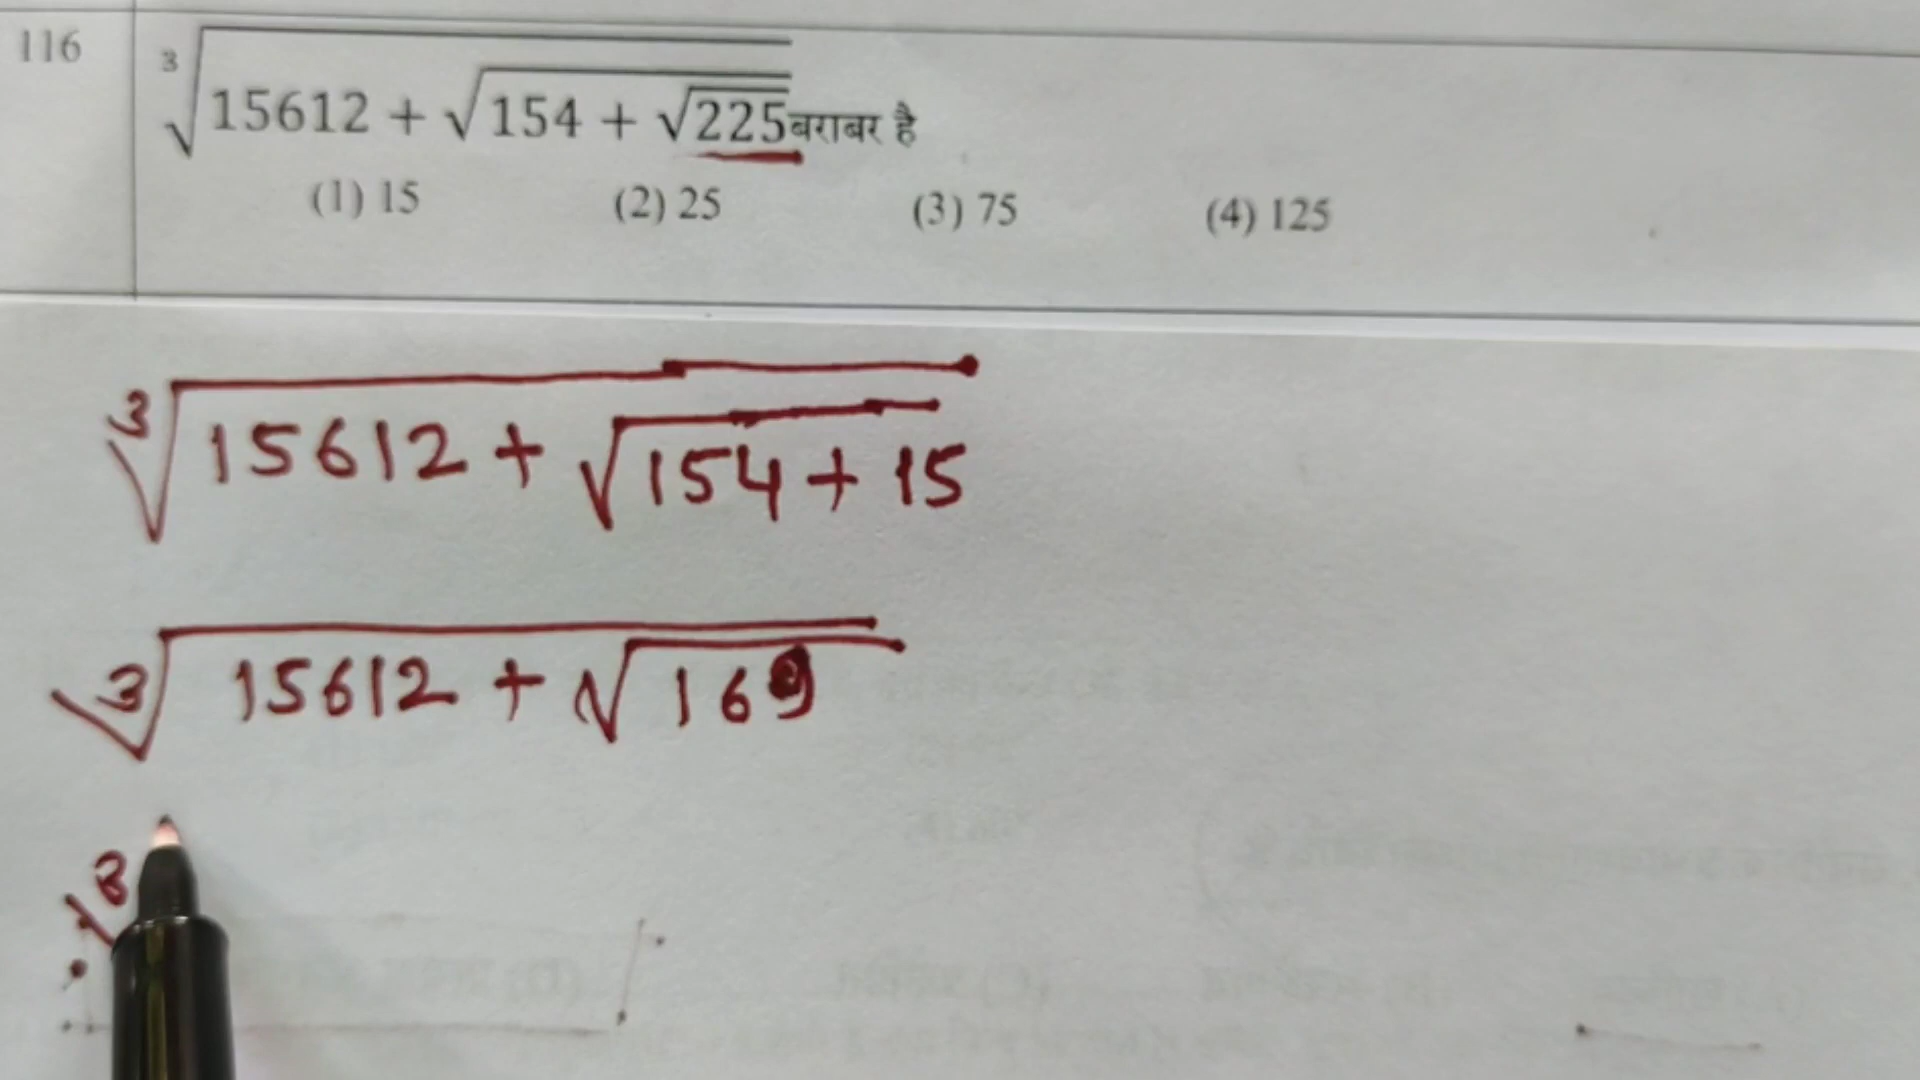 116
∛(15612 + √(154 + √225)) बराबर है
(1) 15 (2) 25 (3) 75 (4) 125
∛(15612 + √(154 + 15))
∛(15612 + √169)
3